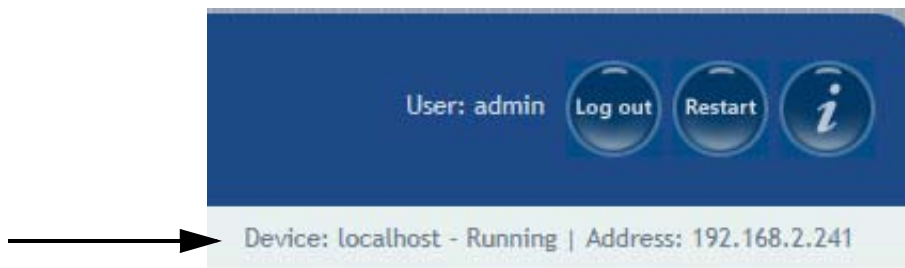 User: admin Log out Restart i
Device: localhost - Running | Address: 192.168.2.241